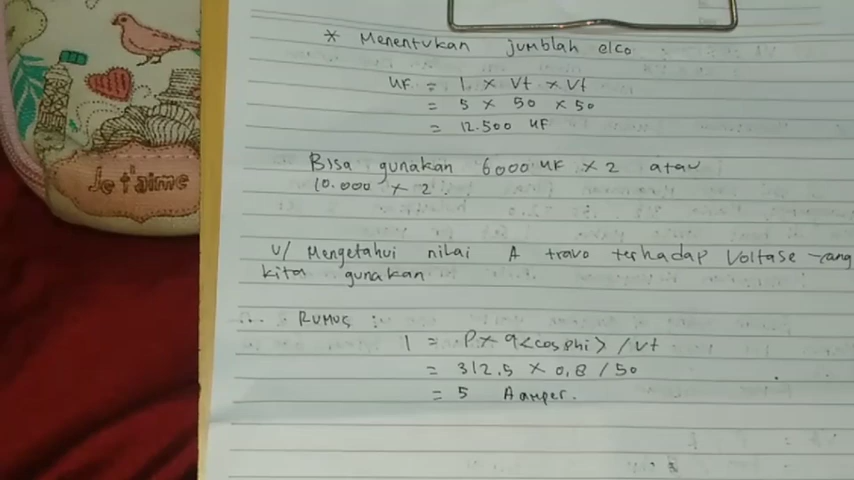 Je t'aime
* Menentukan jumblah elco :
UF = 1 x Vt x Vt
= 5 x 50 x 50
= 12.500 UF
Bisa gunakan 6000 UF x 2 atau
10.000 x 2
U/ Mengetahui nilai A travo terhadap Voltase yang
kita gunakan
... RUMUS :
1 = P x 9 <cos phi> / Vt
= 312,5 x 0,8 / 50
= 5 Aamper.